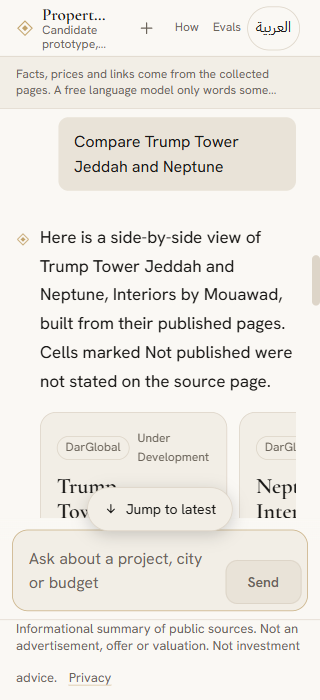 Propert...
Candidate
prototype,...
+
How
Evals
العربية
Facts, prices and links come from the collected
pages. A free language model only words some...
Compare Trump Tower
Jeddah and Neptune
Here is a side-by-side view of
Trump Tower Jeddah and
Neptune, Interiors by Mouawad,
built from their published pages.
Cells marked Not published were
not stated on the source page.
DarGlobal
Under
Development
DarGl
Trump
Tow
Nept
Inter
↓ Jump to latest
Ask about a project, city
or budget
Send
Informational summary of public sources. Not an
advertisement, offer or valuation. Not investment
advice. Privacy